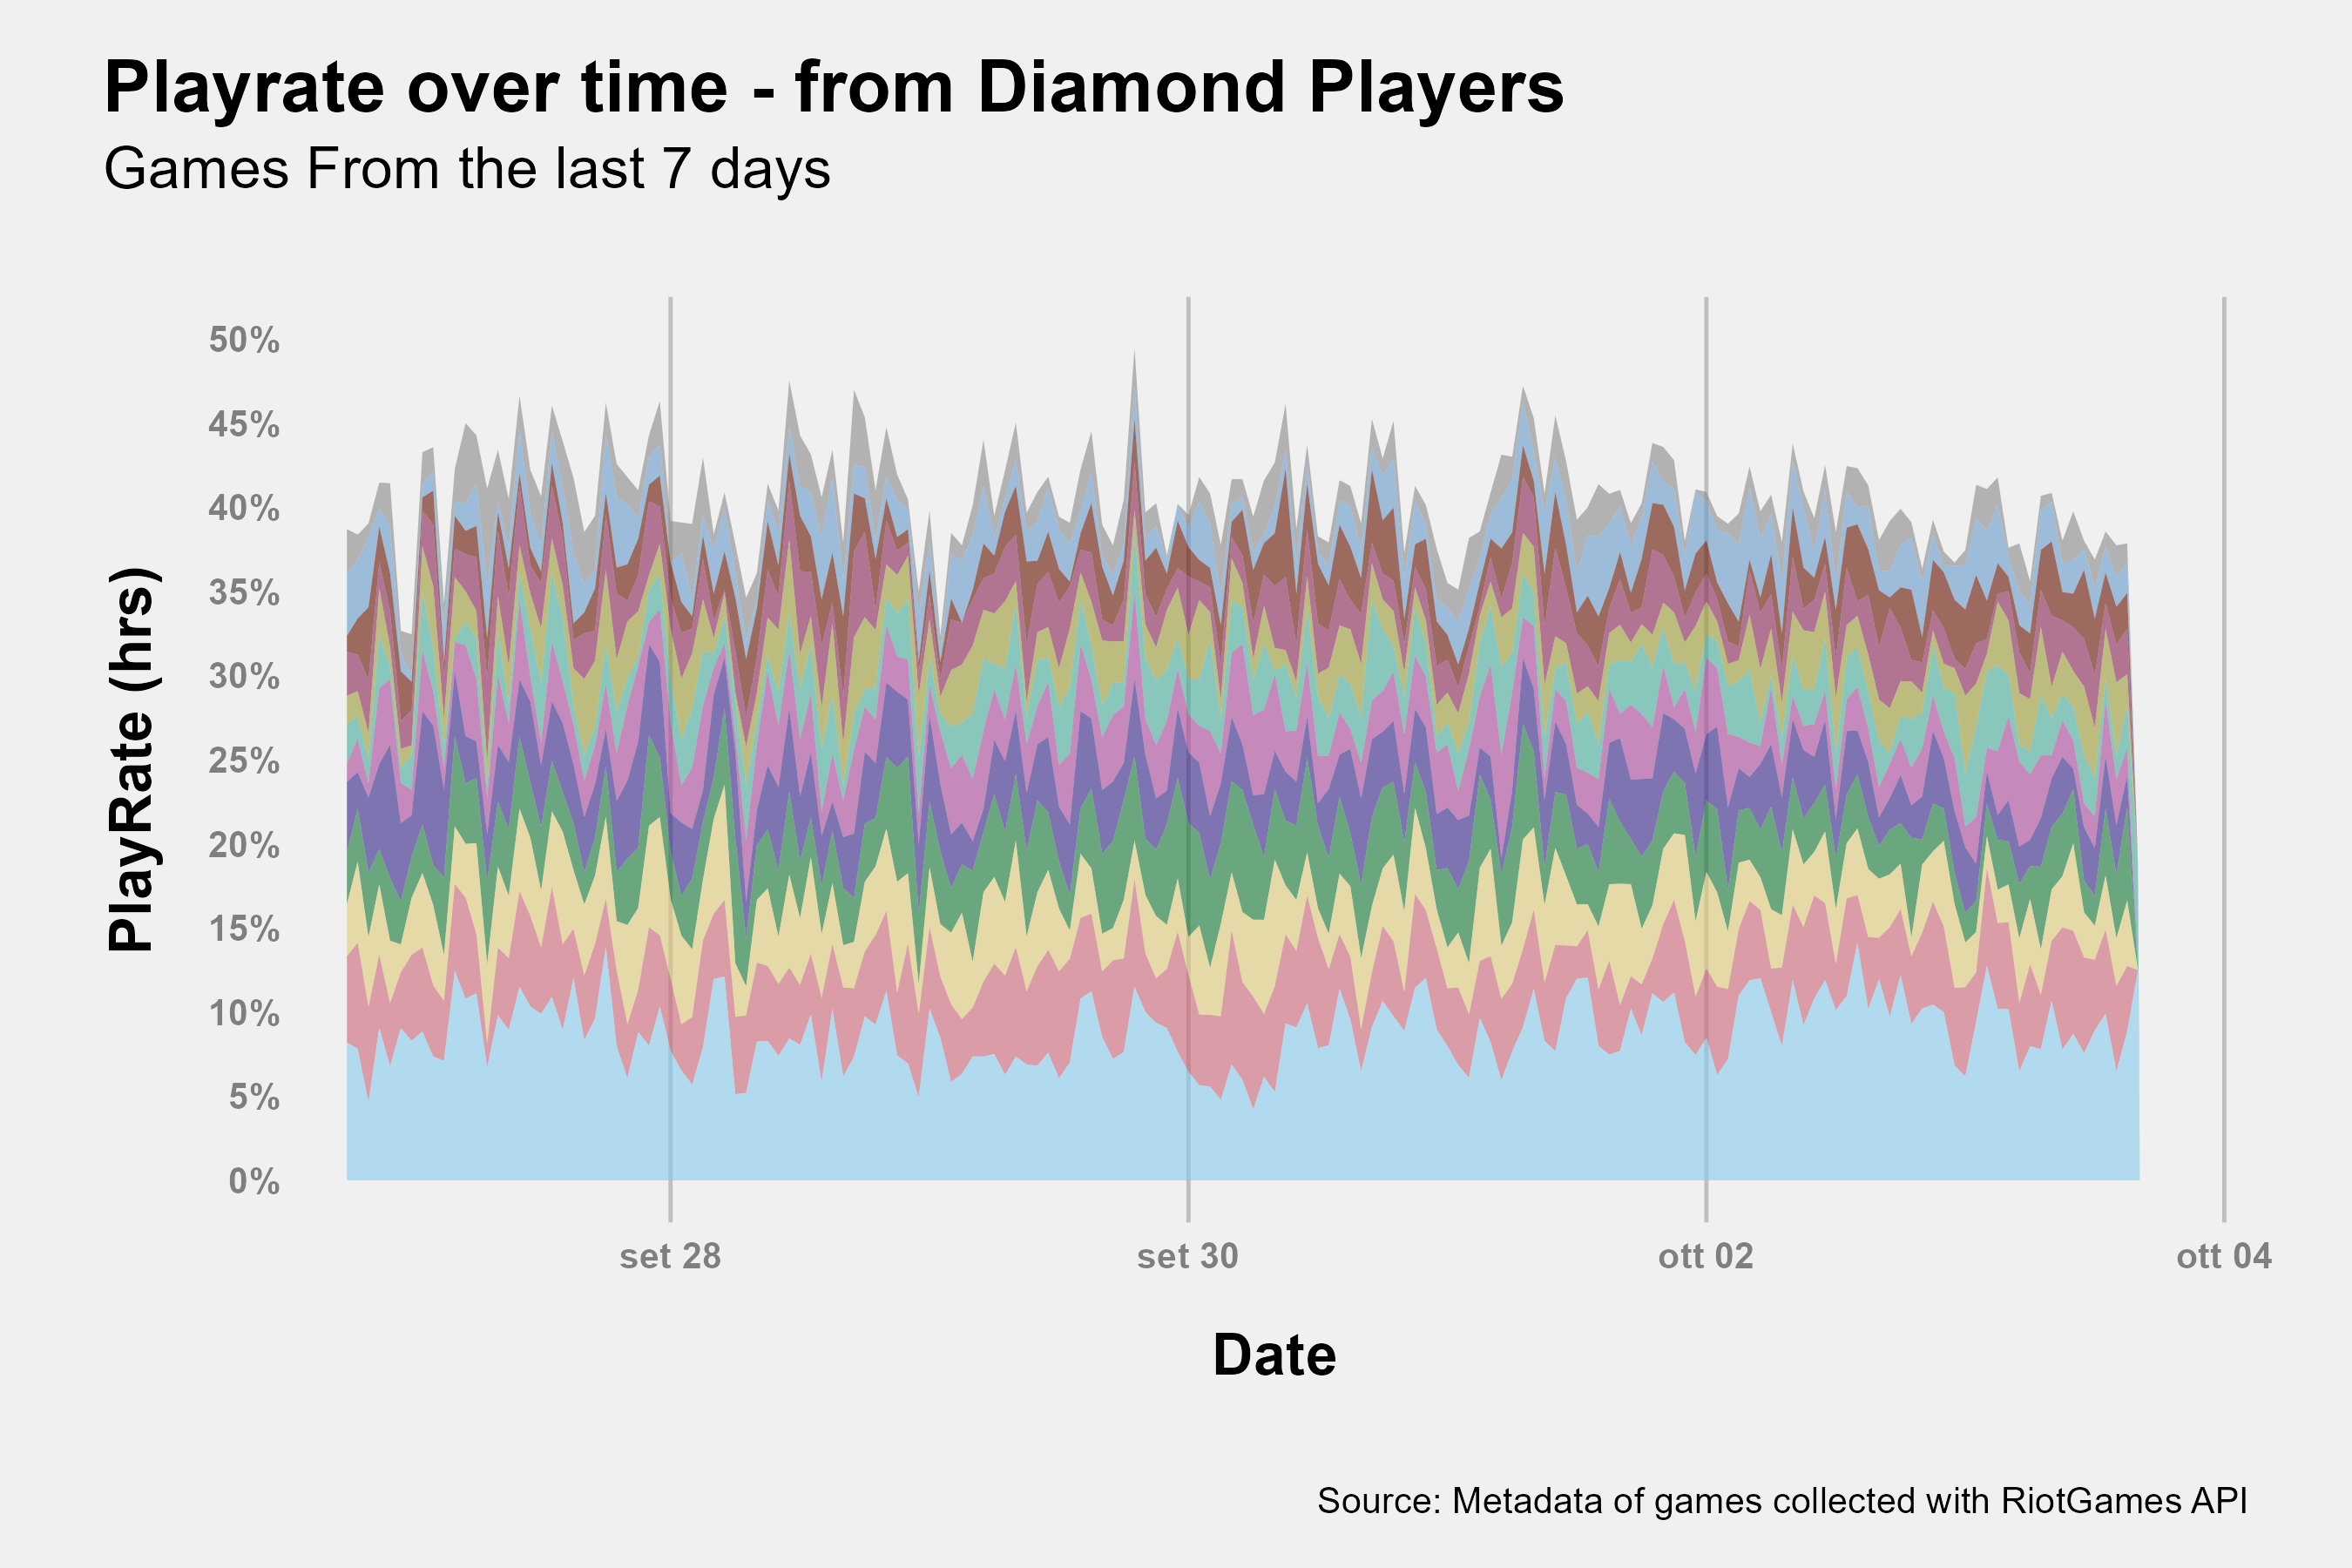 Playrate over time - from Diamond Players
Games From the last 7 days
PlayRate (hrs)
50%
45%
40%
35%
30%
25%
20%
15%
10%
5%
0%
set 28
set 30
ott 02
ott 04
Date
Source: Metadata of games collected with RiotGames API